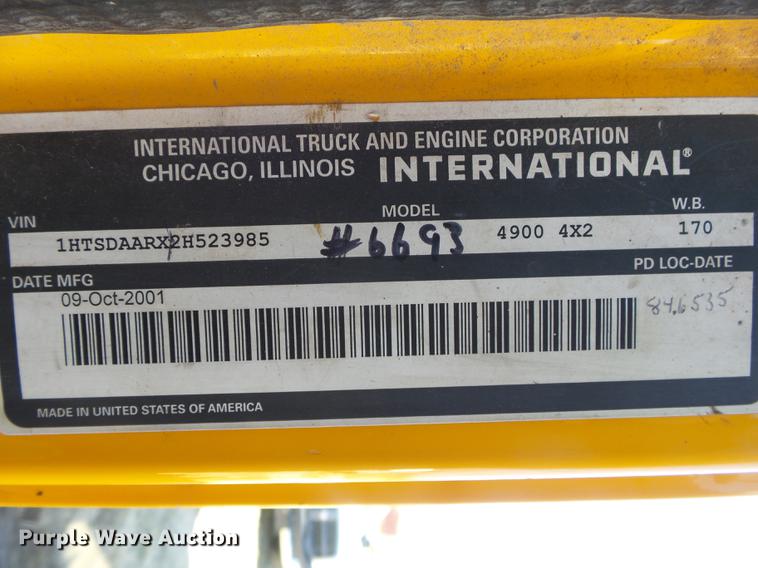 INTERNATIONAL TRUCK AND ENGINE CORPORATION
CHICAGO, ILLINOIS INTERNATIONAL®
VIN MODEL W.B.
1HTSDAARX2H523985 #6693 4900 4X2 170
DATE MFG PD LOC-DATE
09-Oct-2001
846535
MADE IN UNITED STATES OF AMERICA
Purple Wave Auction